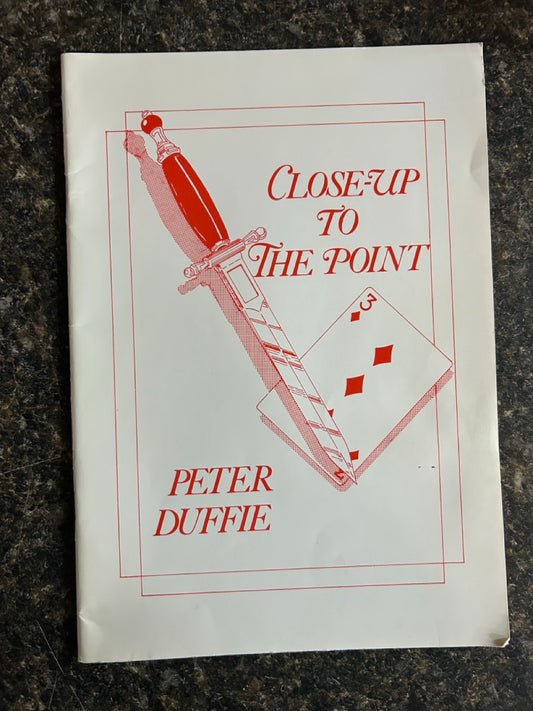 CLOSE-UP
TO
THE POINT
3
PETER
DUFFIE